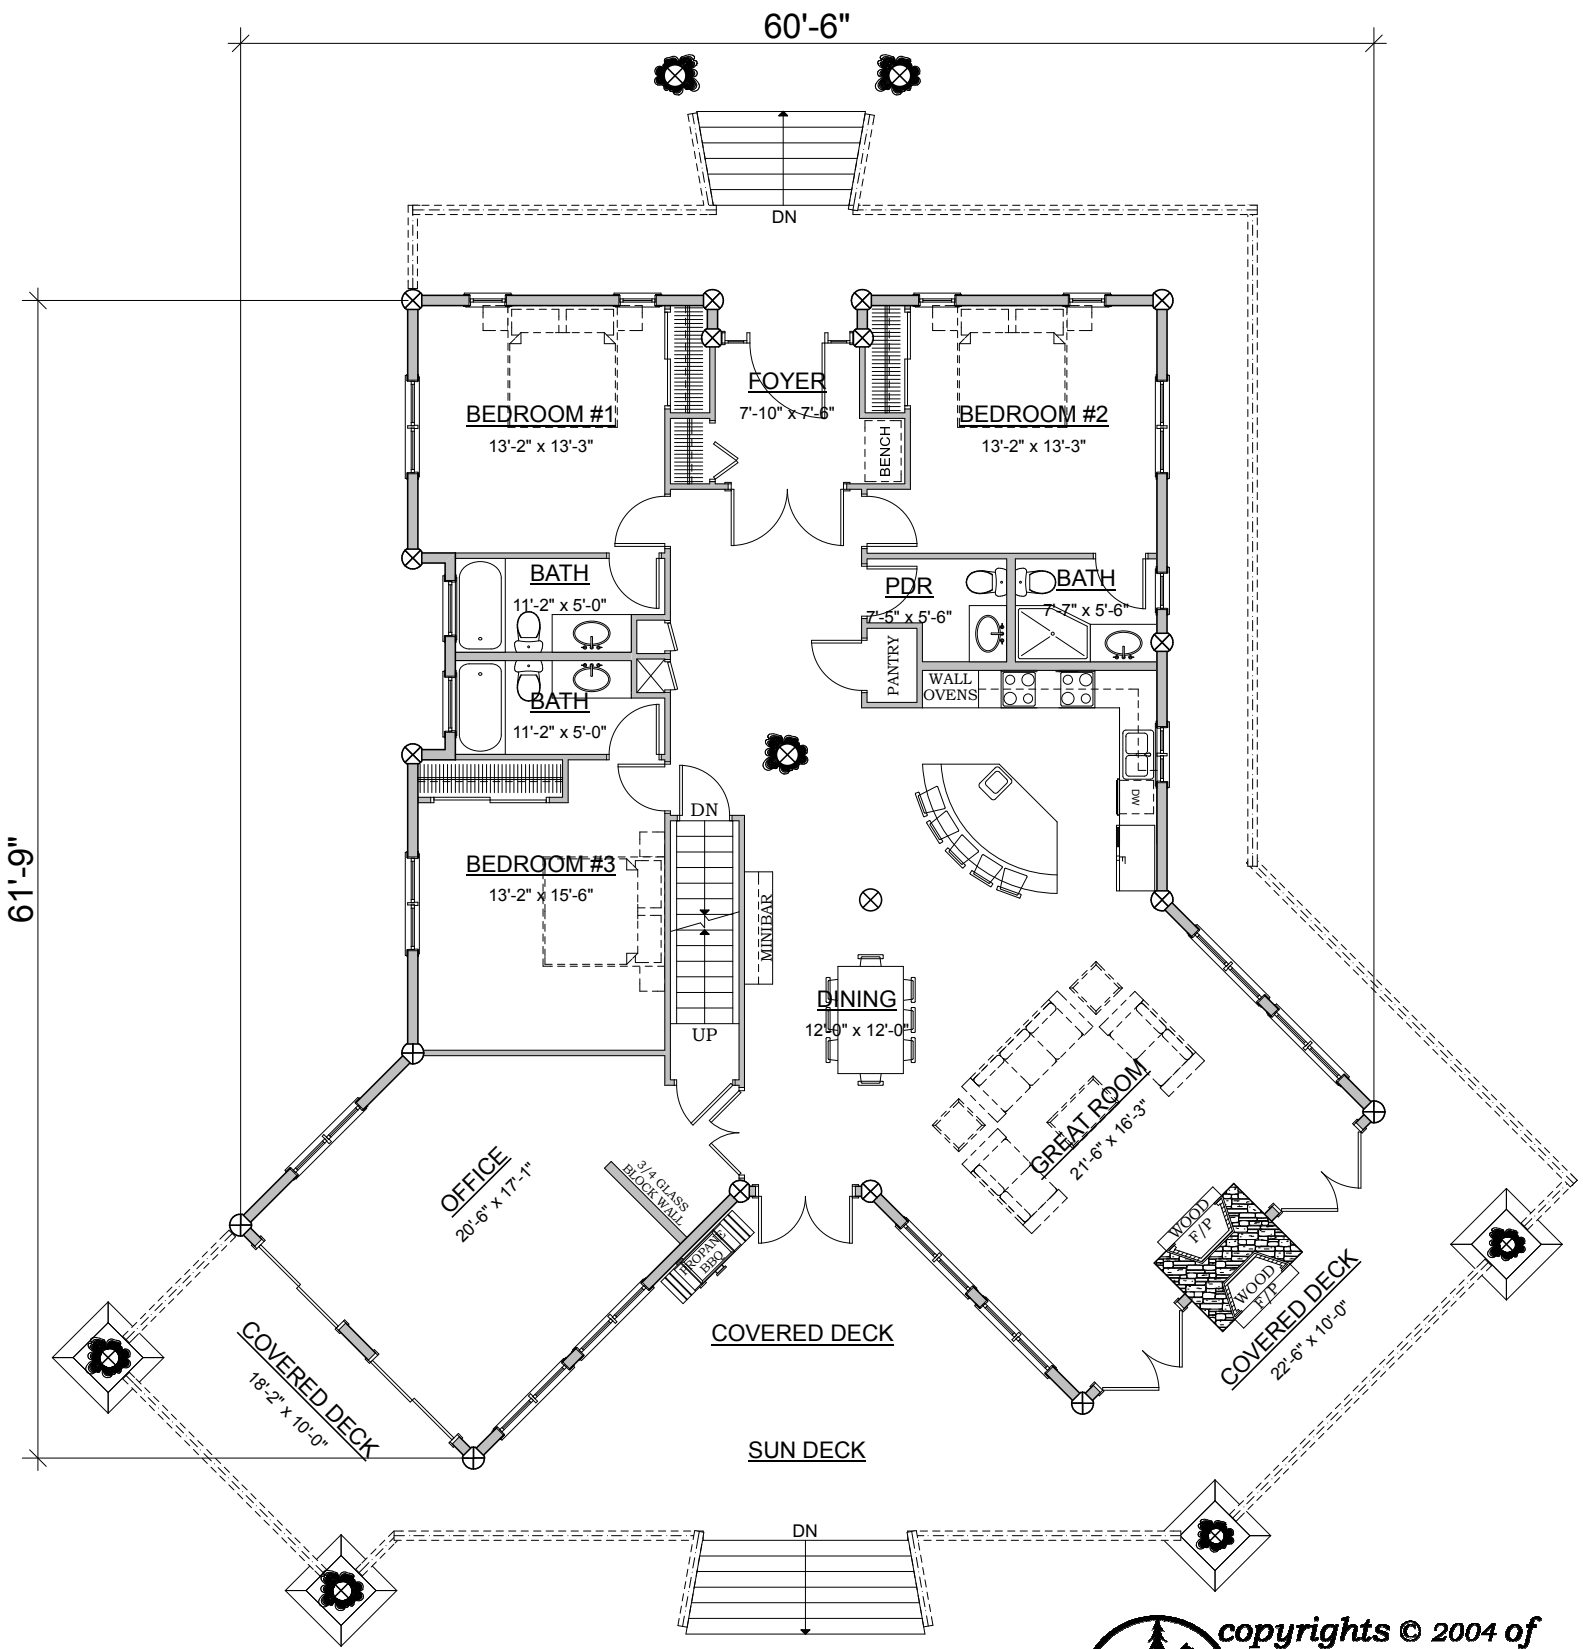 60'-6"
DN
61'-9"
FOYER
7'-10" x 7'-6"
BEDROOM #1
13'-2" x 13'-3"
BEDROOM #2
13'-2" x 13'-3"
BENCH
BATH
11'-2" x 5'-0"
PDR
7'-5" x 5'-6"
BATH
7'-7" x 5'-6"
PANTRY
WALL
OVENS
BATH
11'-2" x 5'-0"
DW
DN
BEDROOM #3
13'-2" x 15'-6"
MINIBAR
UP
DINING
12'-0" x 12'-0"
GREAT ROOM
21'-6" x 16'-3"
OFFICE
20'-6" x 17'-1"
3/4 GLASS
BLOCK WALL
PROPANE
BBQ
WOOD
F/P
WOOD
F/P
COVERED DECK
22'-6" x 10'-0"
COVERED DECK
COVERED DECK
18'-2" x 10'-0"
SUN DECK
DN
copyrights © 2004 of